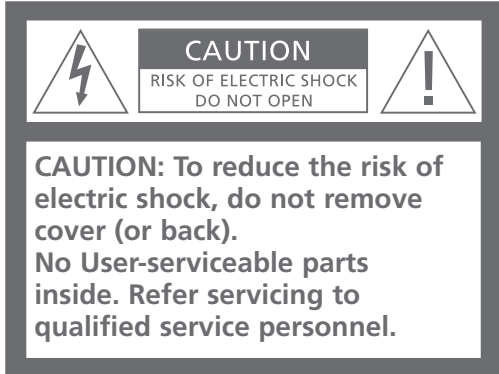 CAUTION
RISK OF ELECTRIC SHOCK
DO NOT OPEN
!
CAUTION: To reduce the risk of
electric shock, do not remove
cover (or back).
No User-serviceable parts
inside. Refer servicing to
qualified service personnel.